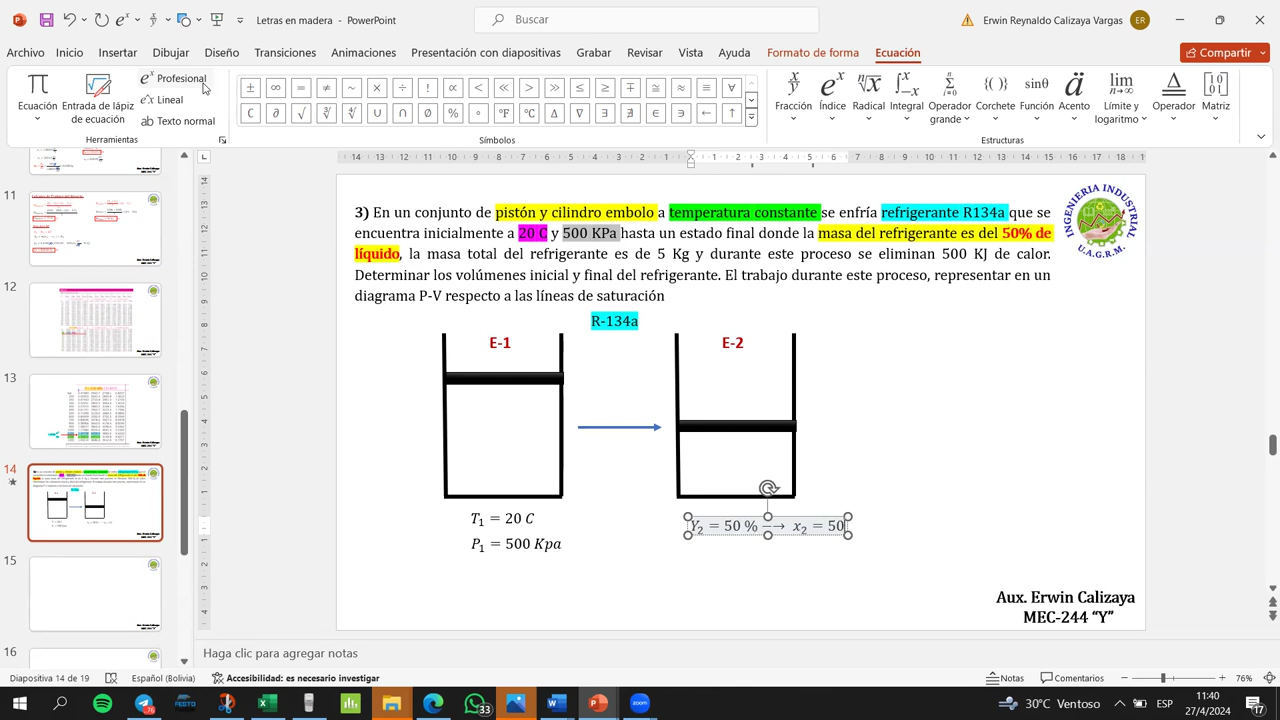 Letras en madera - PowerPoint
Buscar
Erwin Reynaldo Calizaya Vargas
ER
Archivo Inicio Insertar Dibujar Diseño Transiciones Animaciones Presentación con diapositivas Grabar Revisar Vista Ayuda Formato de forma Ecuación
Compartir
Ecuación
Entrada de lápiz de ecuación
Profesional
Lineal
Texto normal
Herramientas
Símbolos
Fracción Índice Radical Integral Operador grande Corchete Función Acento Límite y logaritmo Operador Matriz
Estructuras
3) En un conjunto de pistón y cilindro embolo a temperatura constante se enfría refrigerante R134a que se
encuentra inicialmente a 20 C y 500 KPa hasta un estado final donde la masa del refrigerante es del 50% de
liquido, la masa total del refrigerante es de 5 Kg y durante este proceso se eliminan 500 KJ de calor.
Determinar los volúmenes inicial y final del refrigerante. El trabajo durante este proceso, representar en un
diagrama P-V respecto a las líneas de saturación
R-134a
E-1
E-2
T₁ = 20 C
P₁ = 500 Kpa
Y₂ = 50 % → x₂ = 50
INGENIERIA INDUSTRIAL
U.A.G.R.M.
Aux. Erwin Calizaya
MEC-244 “Y”
11
12
13
14
15
16
Haga clic para agregar notas
Diapositiva 14 de 19
Español (Bolivia)
Accesibilidad: es necesario investigar
Notas
Comentarios
76%
30°C Ventoso
ESP
11:40
27/4/2024